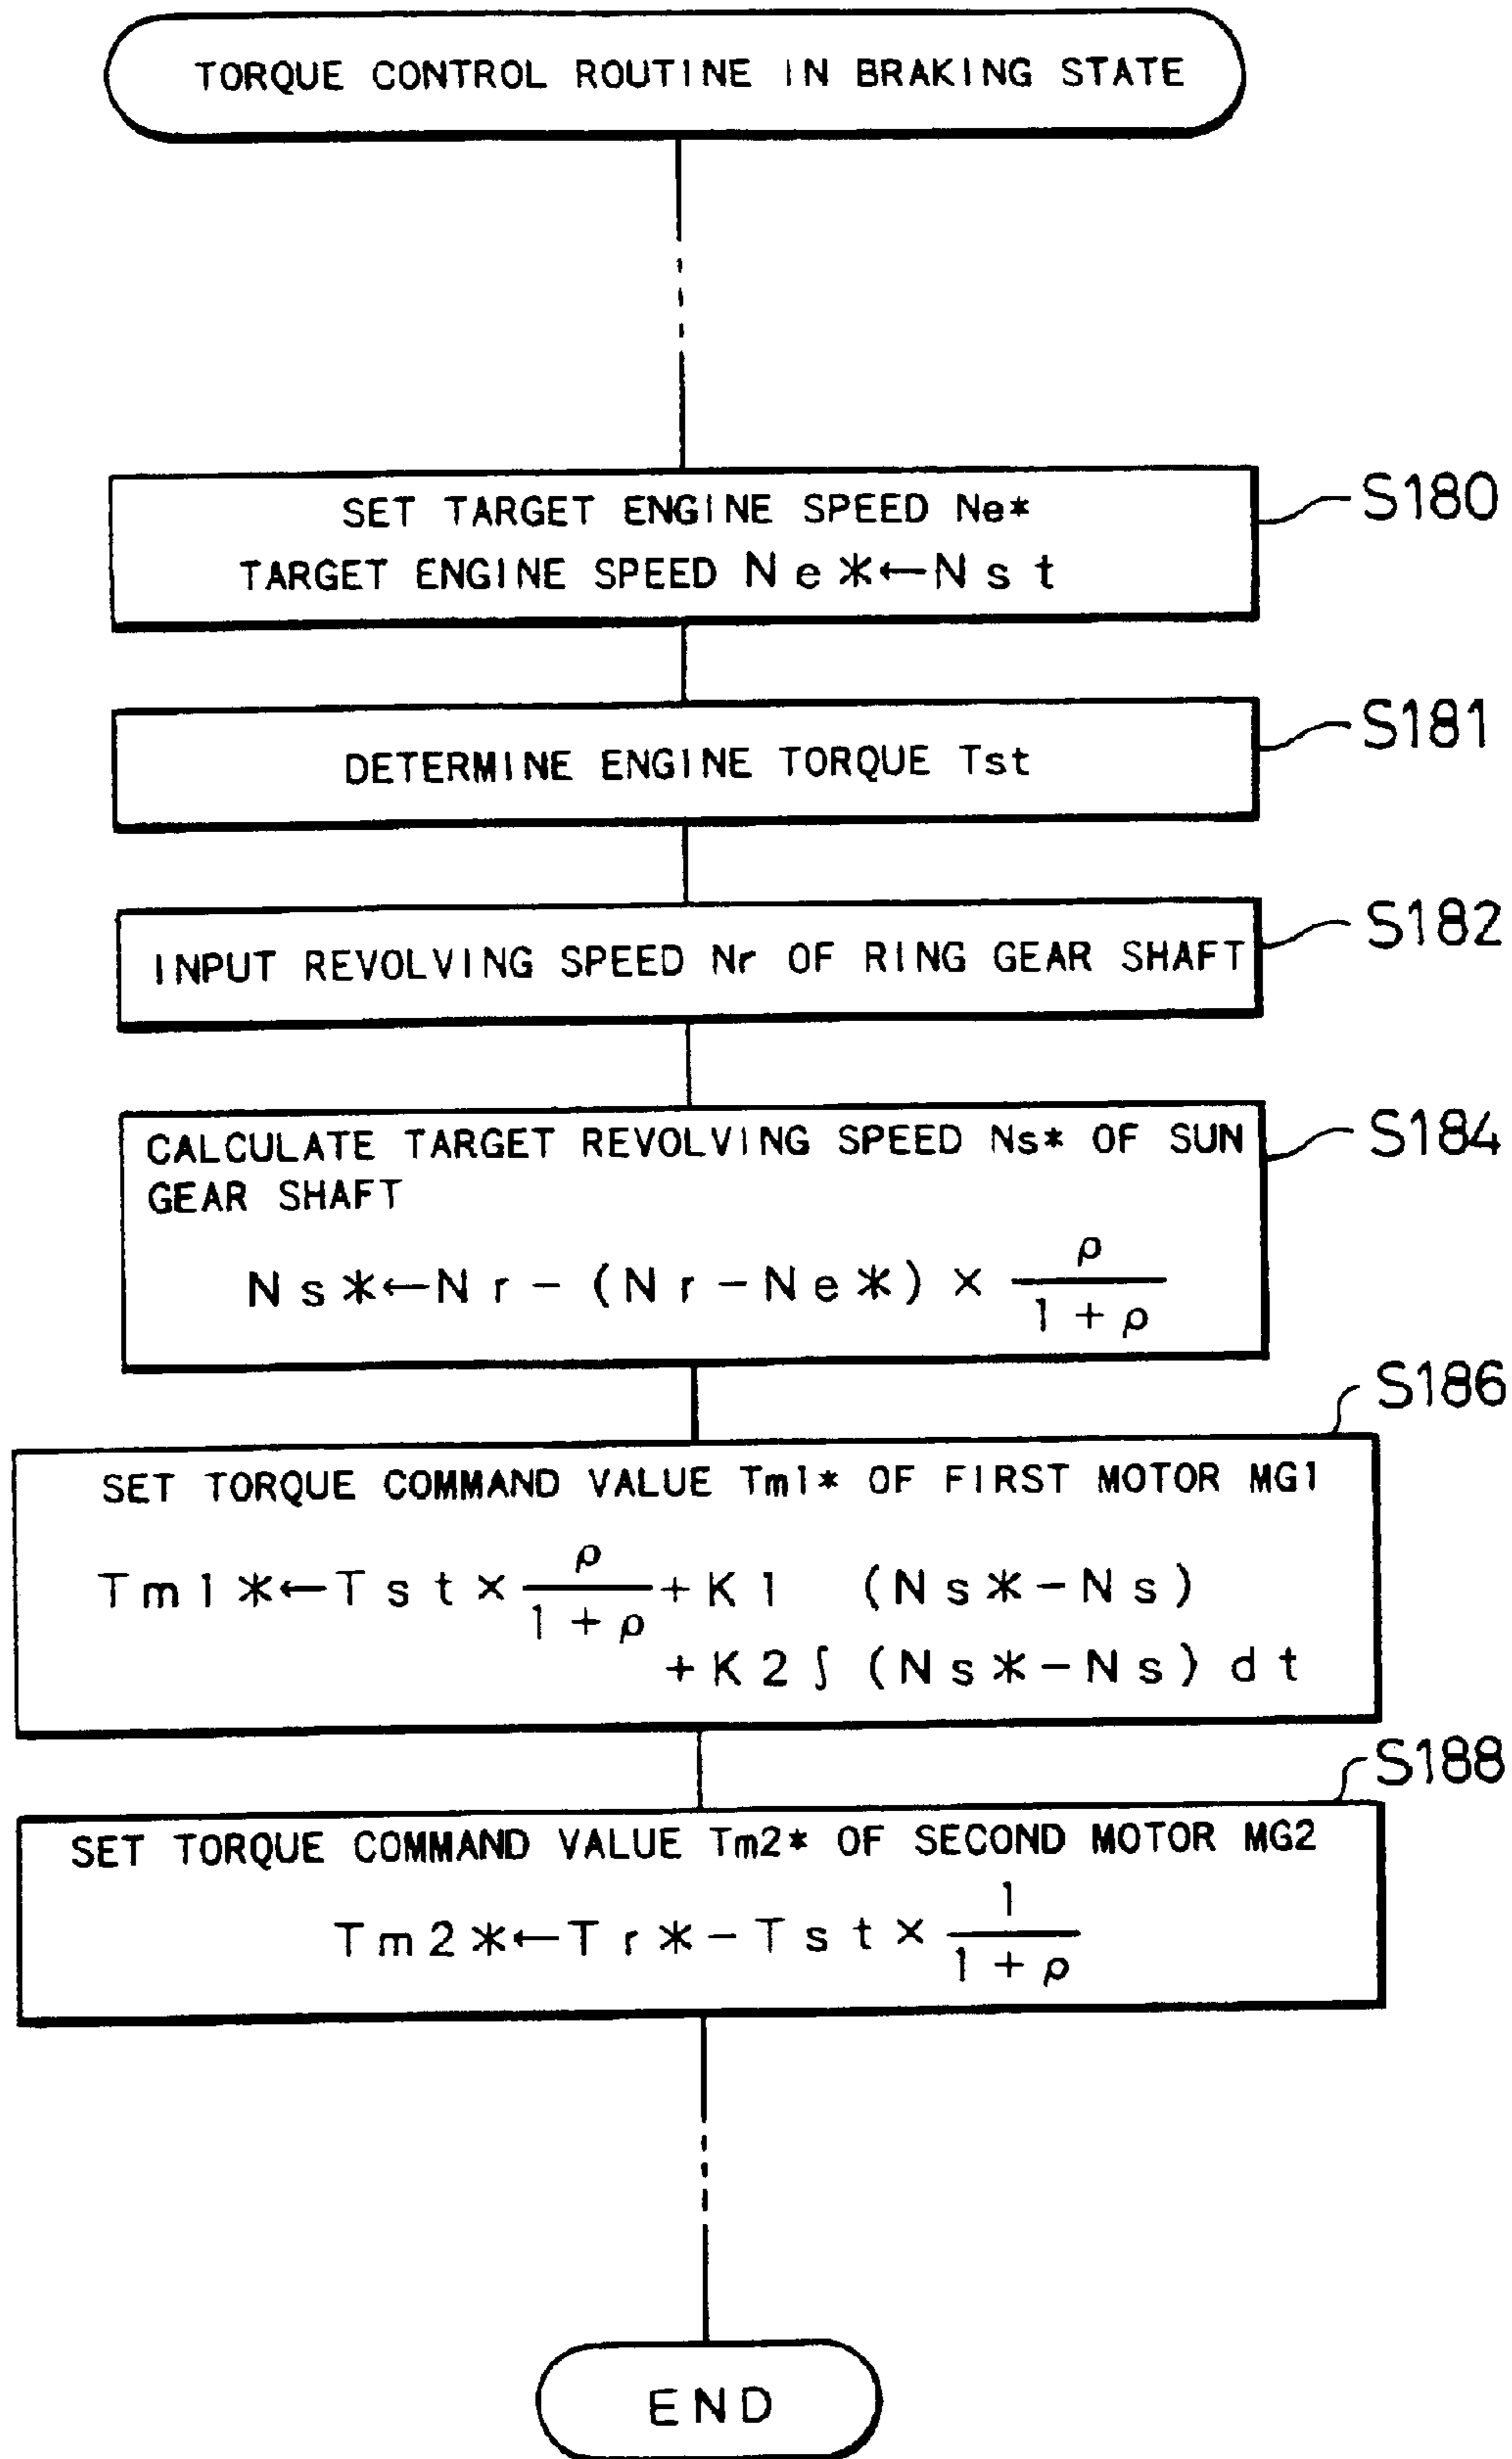 TORQUE CONTROL ROUTINE IN BRAKING STATE
SET TARGET ENGINE SPEED Ne*
TARGET ENGINE SPEED Ne*←Nst
S180
DETERMINE ENGINE TORQUE Tst
S181
INPUT REVOLVING SPEED Nr OF RING GEAR SHAFT
S182
CALCULATE TARGET REVOLVING SPEED Ns* OF SUN
GEAR SHAFT
Ns*←Nr-(Nr-Ne*)×ρ/(1+ρ)
S184
S186
SET TORQUE COMMAND VALUE Tm1* OF FIRST MOTOR MG1
Tm1*←Tst×ρ/(1+ρ)+K1 (Ns*-Ns)
+K2∫(Ns*-Ns)dt
S188
SET TORQUE COMMAND VALUE Tm2* OF SECOND MOTOR MG2
Tm2*←Tr*-Tst×1/(1+ρ)
END